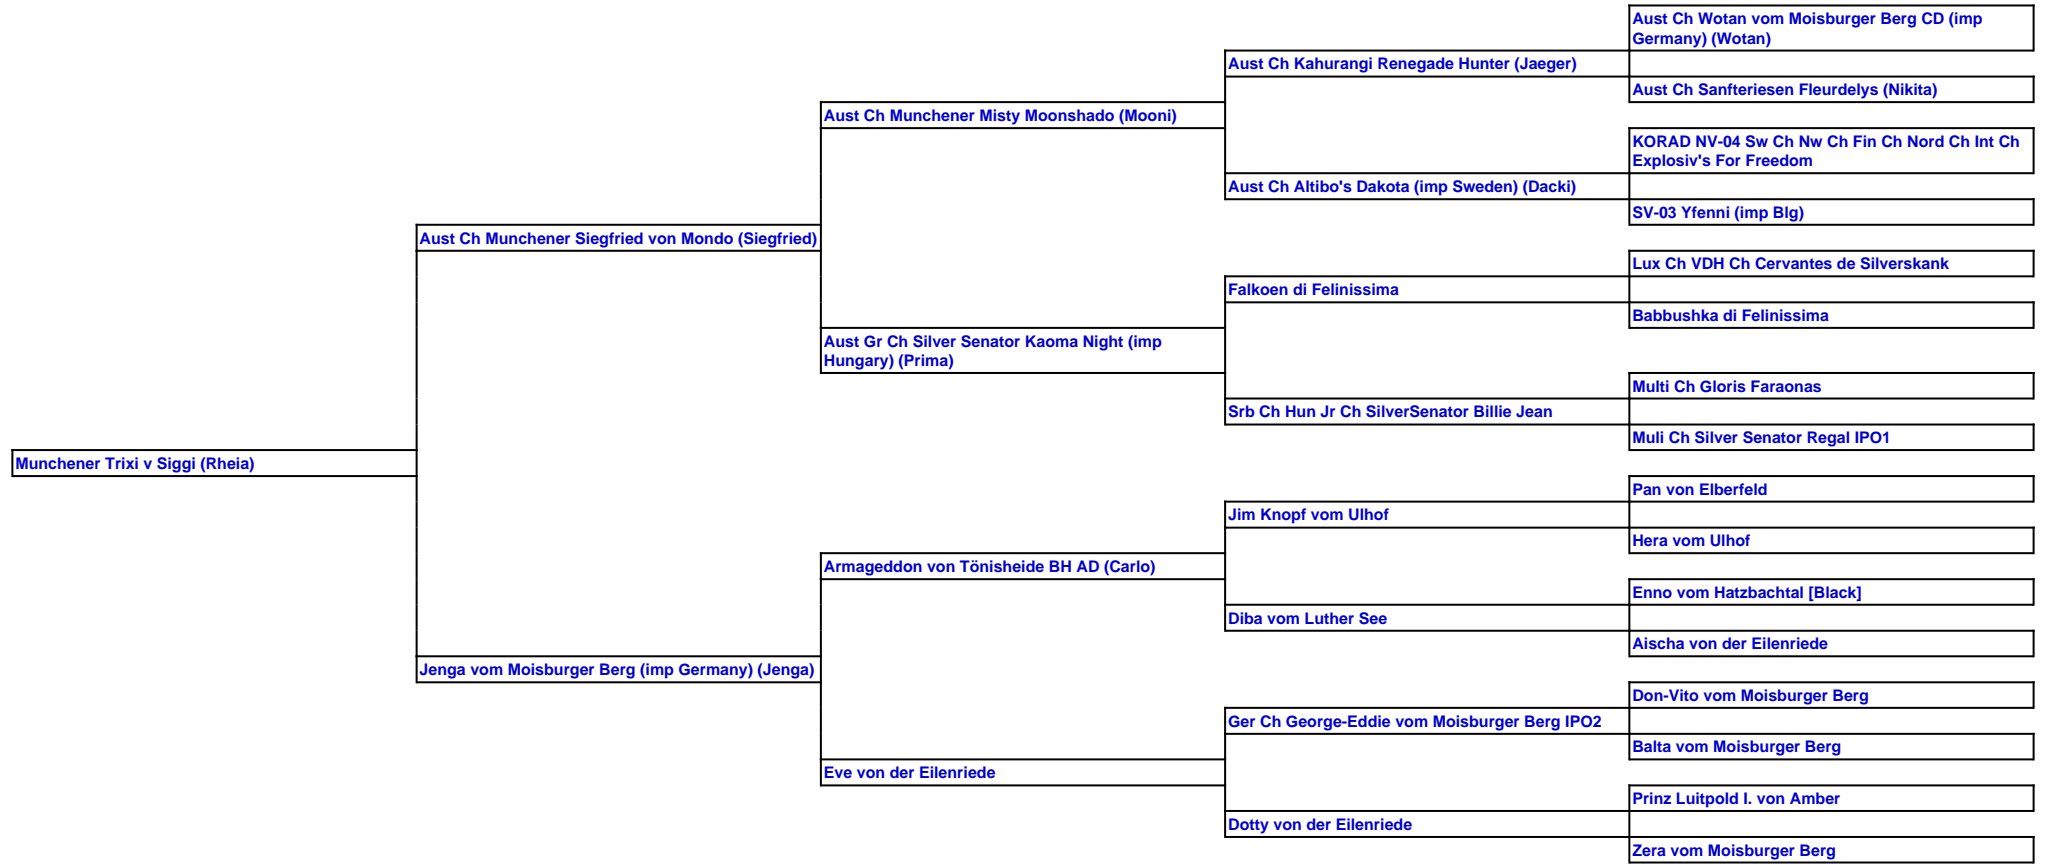 Aust Ch Wotan vom Moisburger Berg CD (imp
Germany) (Wotan)
Aust Ch Kahurangi Renegade Hunter (Jaeger)
Aust Ch Sanfteriesen Fleurdelys (Nikita)
Aust Ch Munchener Misty Moonshado (Mooni)
KORAD NV-04 Sw Ch Nw Ch Fin Ch Nord Ch Int Ch
Explosiv's For Freedom
Aust Ch Altibo's Dakota (imp Sweden) (Dacki)
SV-03 Yfenni (imp Blg)
Aust Ch Munchener Siegfried von Mondo (Siegfried)
Lux Ch VDH Ch Cervantes de Silverskank
Falkoen di Felinissima
Babbushka di Felinissima
Aust Gr Ch Silver Senator Kaoma Night (imp
Hungary) (Prima)
Multi Ch Gloris Faraonas
Srb Ch Hun Jr Ch SilverSenator Billie Jean
Muli Ch Silver Senator Regal IPO1
Munchener Trixi v Siggi (Rheia)
Pan von Elberfeld
Jim Knopf vom Ulhof
Hera vom Ulhof
Armageddon von Tönisheide BH AD (Carlo)
Enno vom Hatzbachtal [Black]
Diba vom Luther See
Aischa von der Eilenriede
Jenga vom Moisburger Berg (imp Germany) (Jenga)
Don-Vito vom Moisburger Berg
Ger Ch George-Eddie vom Moisburger Berg IPO2
Balta vom Moisburger Berg
Eve von der Eilenriede
Prinz Luitpold I. von Amber
Dotty von der Eilenriede
Zera vom Moisburger Berg